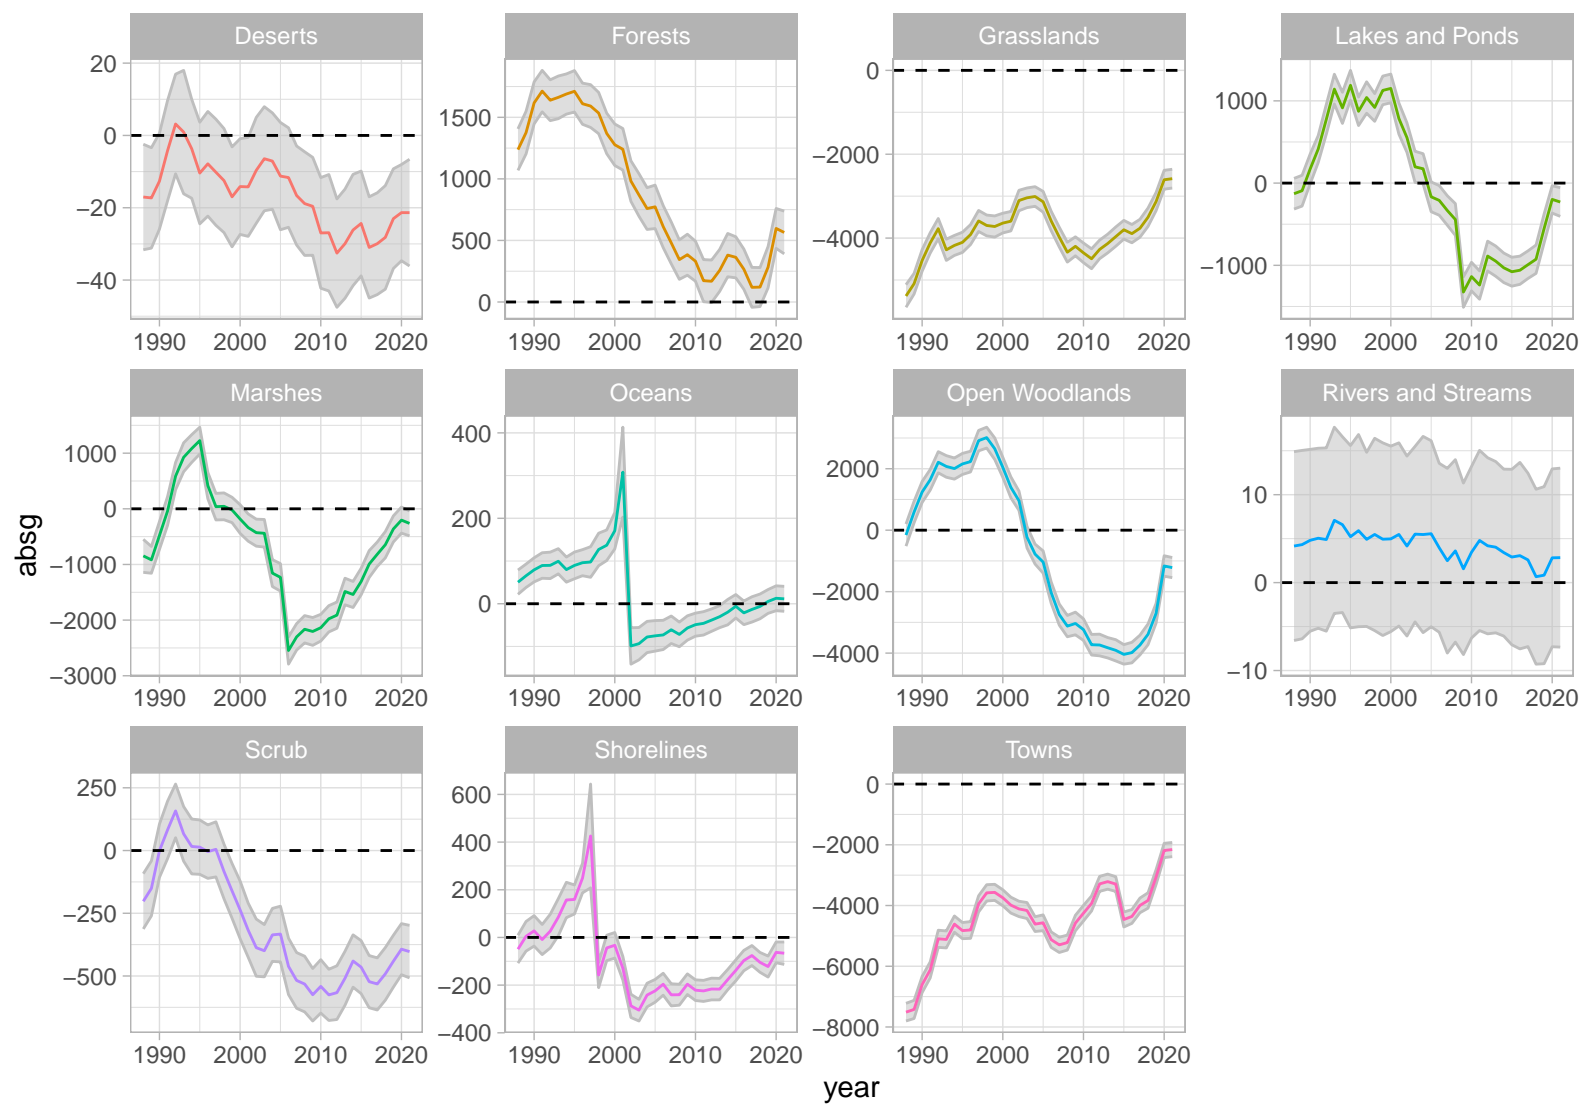 Deserts
Forests
Grasslands
Lakes and Ponds
20
0
−20
−40
1500
1000
500
0
0
−2000
−4000
1000
0
−1000
1990 2000 2010 2020
1990 2000 2010 2020
1990 2000 2010 2020
1990 2000 2010 2020
Marshes
Oceans
Open Woodlands
Rivers and Streams
1000
0
−1000
−2000
−3000
400
200
0
2000
0
−2000
−4000
10
0
−10
1990 2000 2010 2020
1990 2000 2010 2020
1990 2000 2010 2020
1990 2000 2010 2020
absg
Scrub
Shorelines
Towns
250
0
−250
−500
600
400
200
0
−200
−400
0
−2000
−4000
−6000
−8000
1990 2000 2010 2020
1990 2000 2010 2020
1990 2000 2010 2020
year